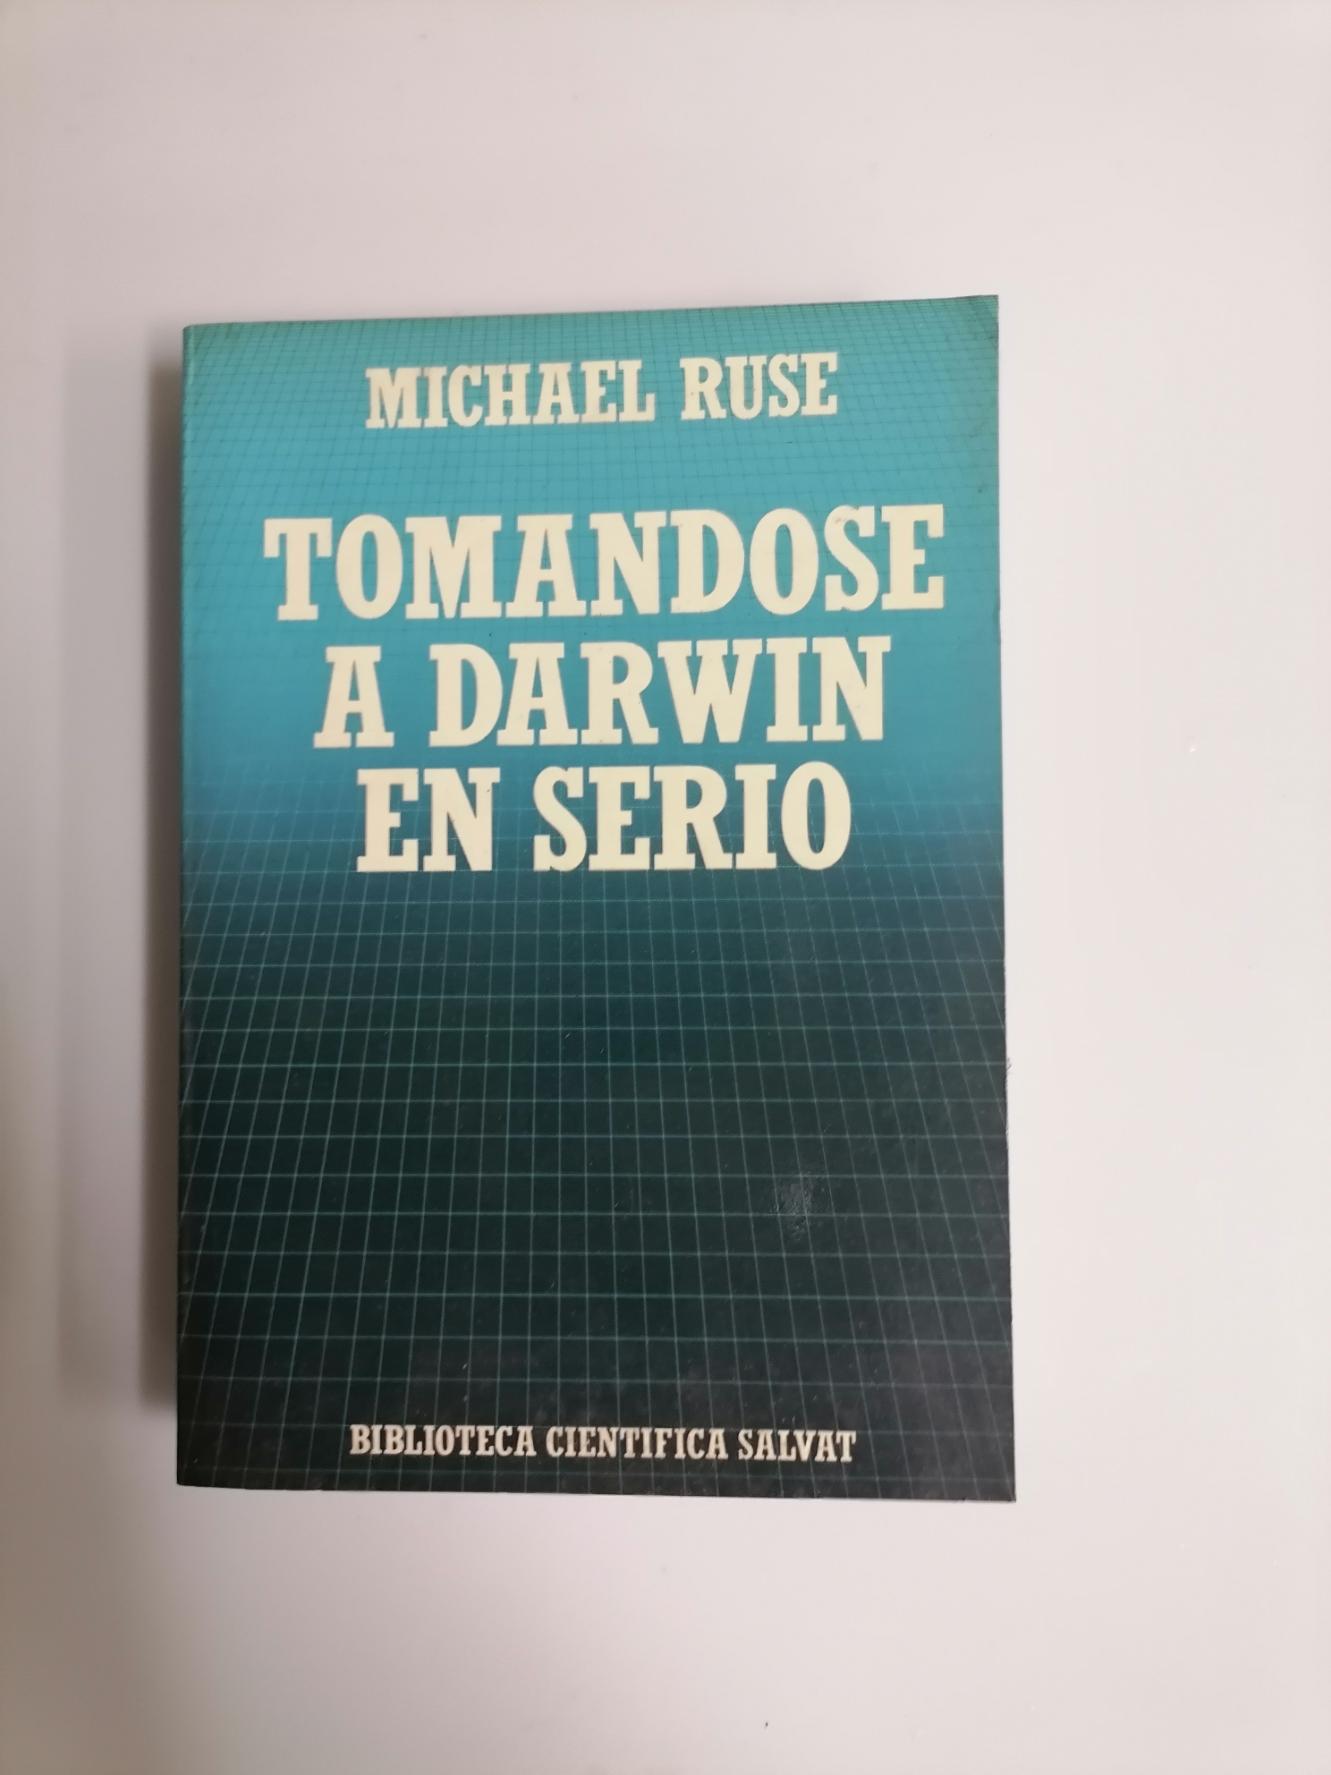 MICHAEL RUSE
TOMANDOSE
A DARWIN
EN SERIO
BIBLIOTECA CIENTIFICA SALVAT